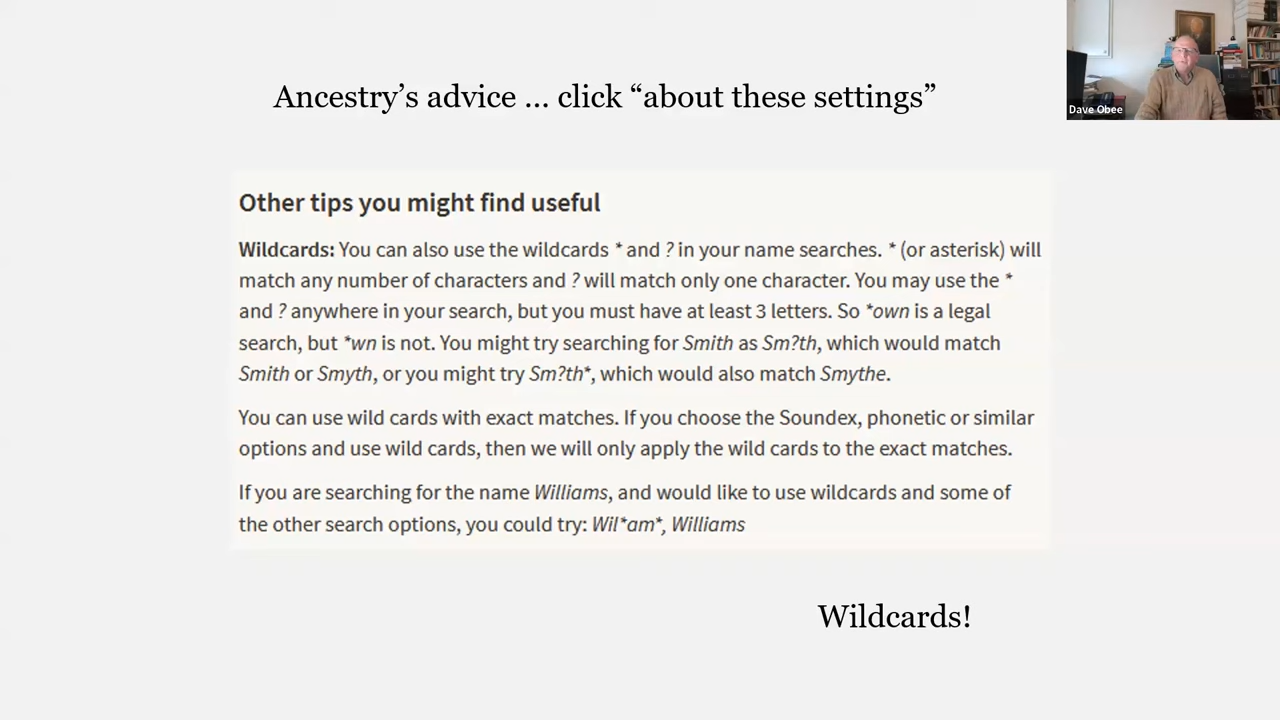 Ancestry’s advice ... click “about these settings”
Dave Obee
Other tips you might find useful
Wildcards: You can also use the wildcards * and ? in your name searches. * (or asterisk) will
match any number of characters and ? will match only one character. You may use the *
and ? anywhere in your search, but you must have at least 3 letters. So *own is a legal
search, but *wn is not. You might try searching for Smith as Sm?th, which would match
Smith or Smyth, or you might try Sm?th*, which would also match Smythe.
You can use wild cards with exact matches. If you choose the Soundex, phonetic or similar
options and use wild cards, then we will only apply the wild cards to the exact matches.
If you are searching for the name Williams, and would like to use wildcards and some of
the other search options, you could try: Wil*am*, Williams
Wildcards!